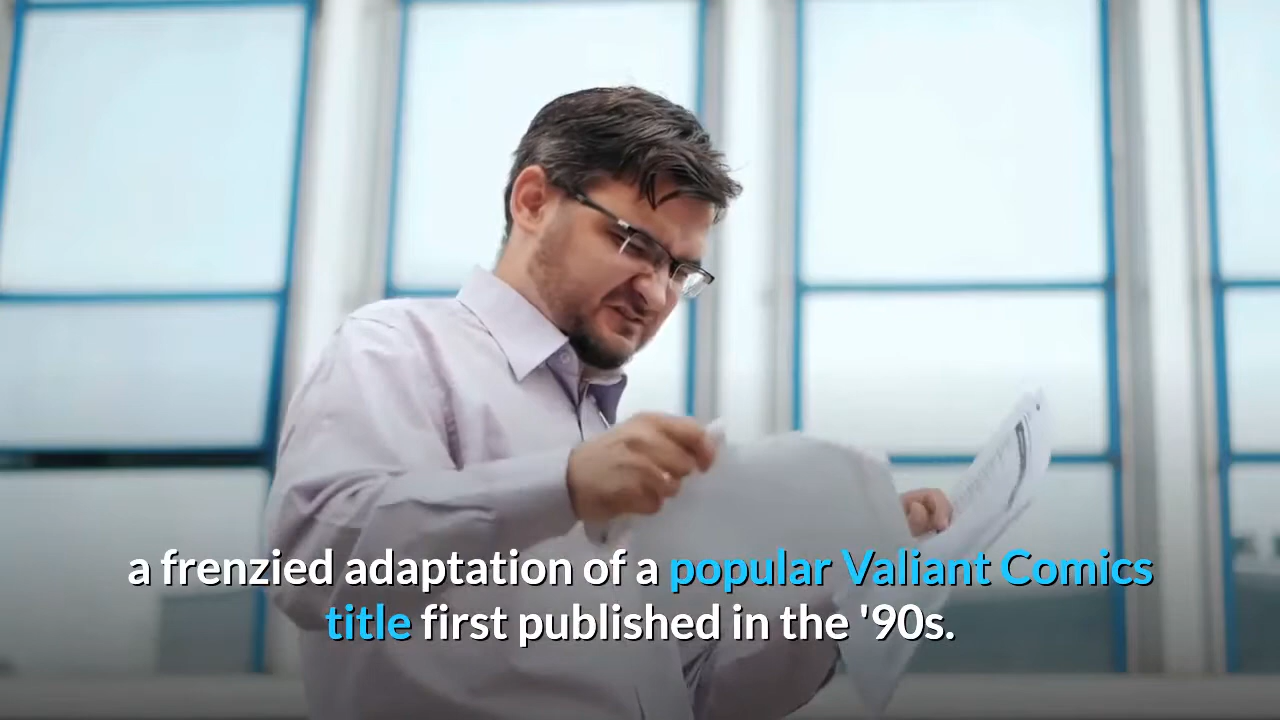 a frenzied adaptation of a popular Valiant Comics
title first published in the '90s.